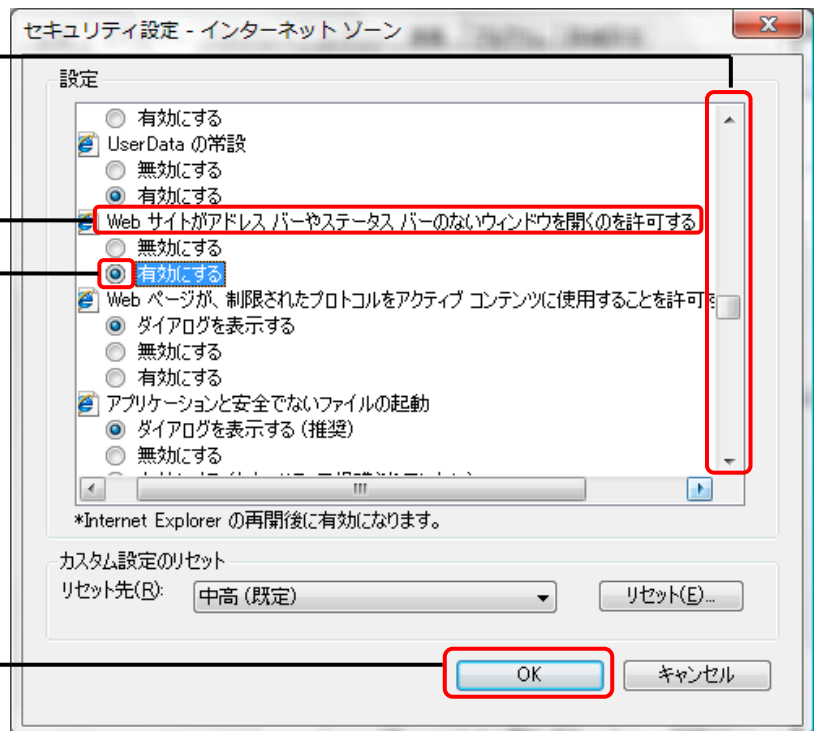 セキュリティ設定 - インターネット ゾーン
設定
有効にする
UserData の常設
無効にする
有効にする
Web サイトがアドレス バーやステータス バーのないウィンドウを開くのを許可する
無効にする
有効にする
Web ページが、制限されたプロトコルをアクティブ コンテンツに使用することを許可
ダイアログを表示する
無効にする
有効にする
アプリケーションと安全でないファイルの起動
ダイアログを表示する (推奨)
無効にする
*Internet Explorer の再開後に有効になります。
カスタム設定のリセット
リセット先(R): 中高 (既定) リセット(E)...
OK キャンセル